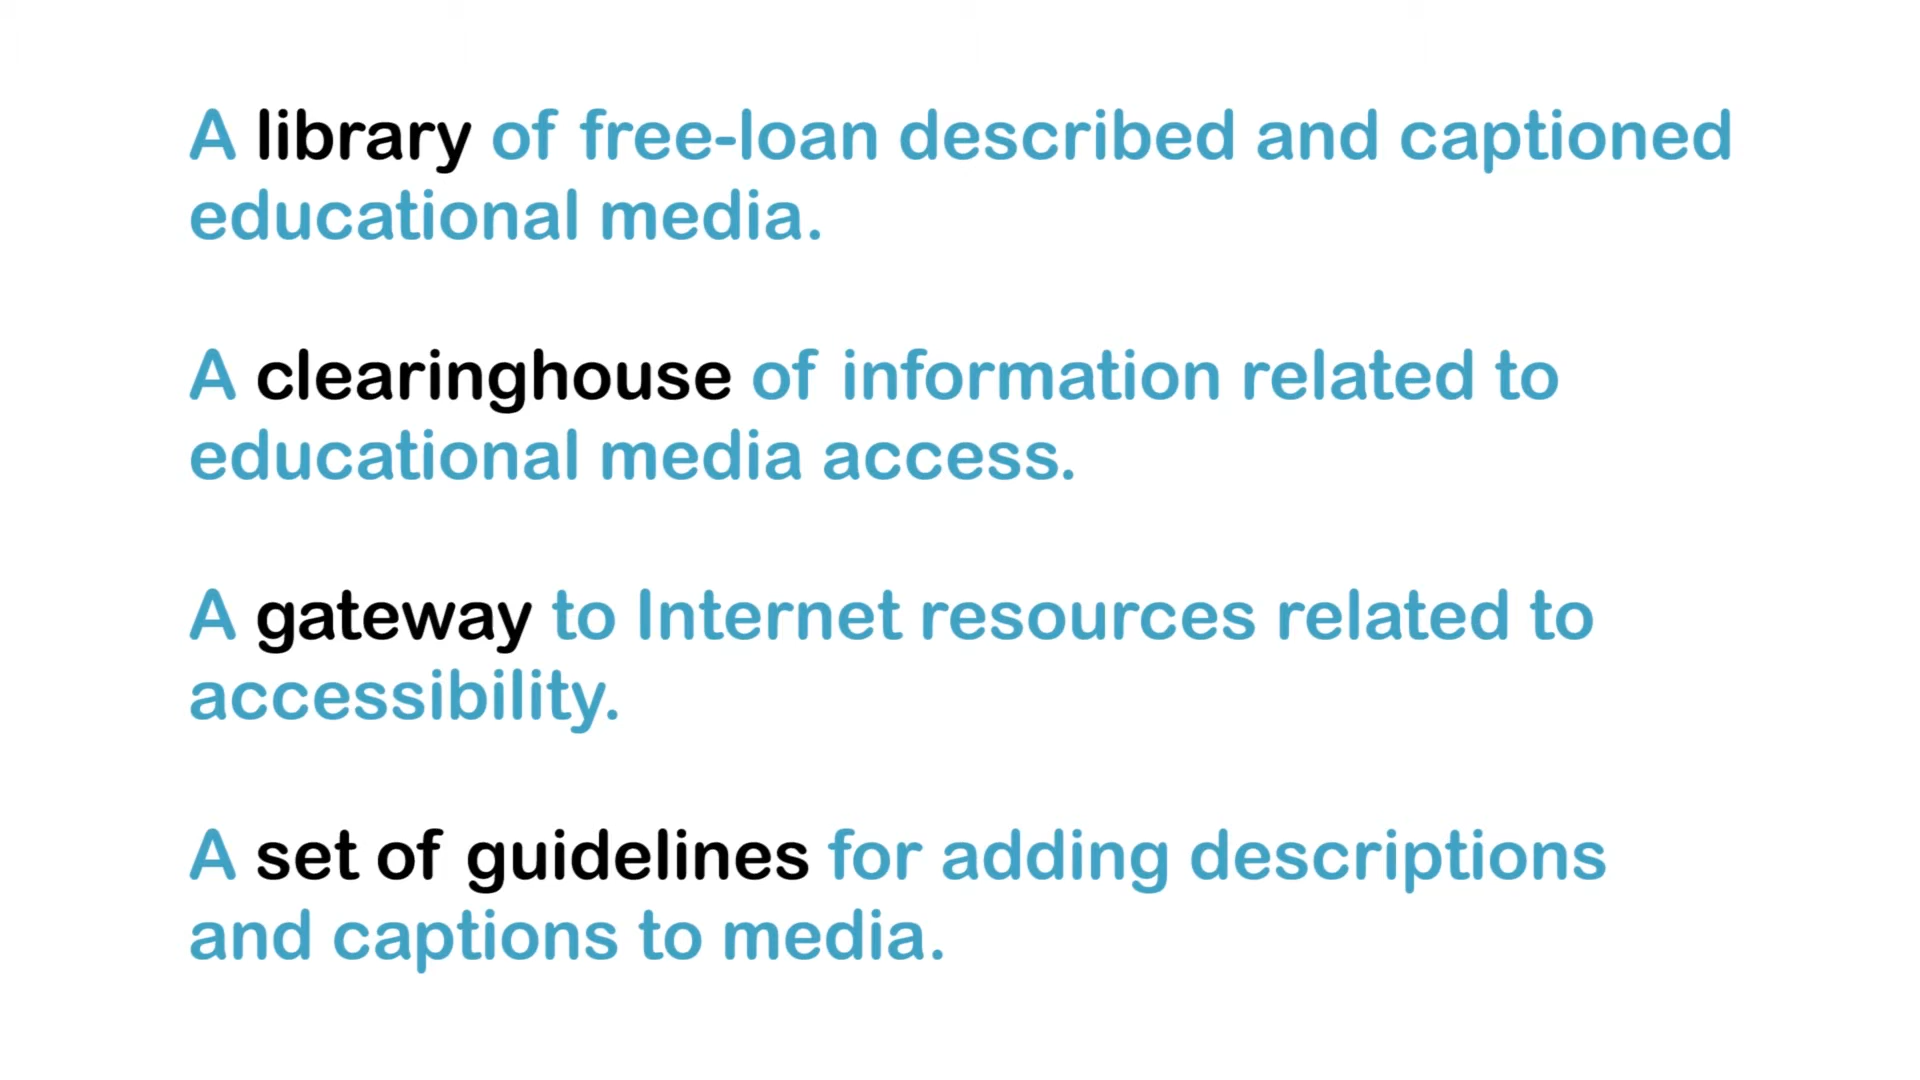 A library of free-loan described and captioned
educational media.
A clearinghouse of information related to
educational media access.
A gateway to Internet resources related to
accessibility.
A set of guidelines for adding descriptions
and captions to media.